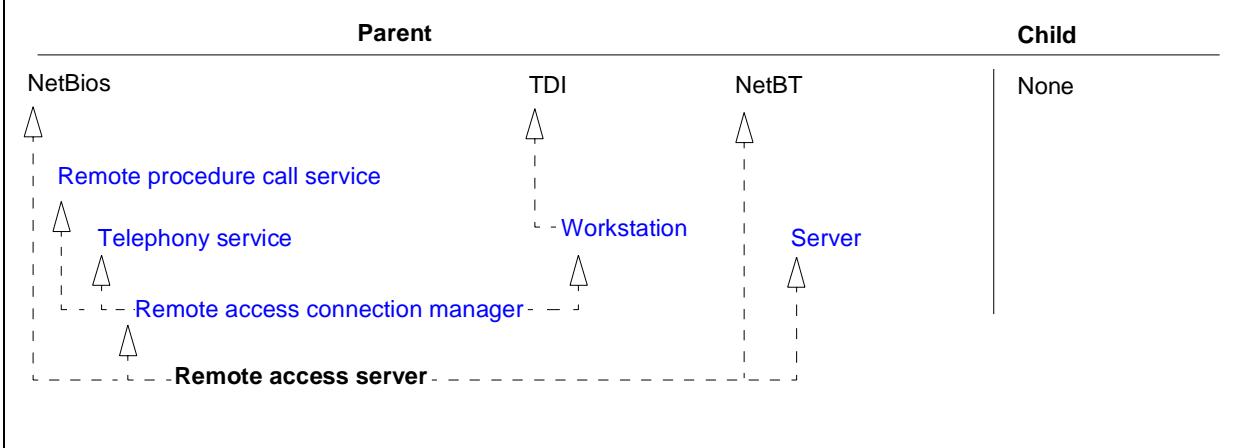 Parent Child
NetBios TDI NetBT None
Remote procedure call service
Telephony service Workstation Server
Remote access connection manager
Remote access server